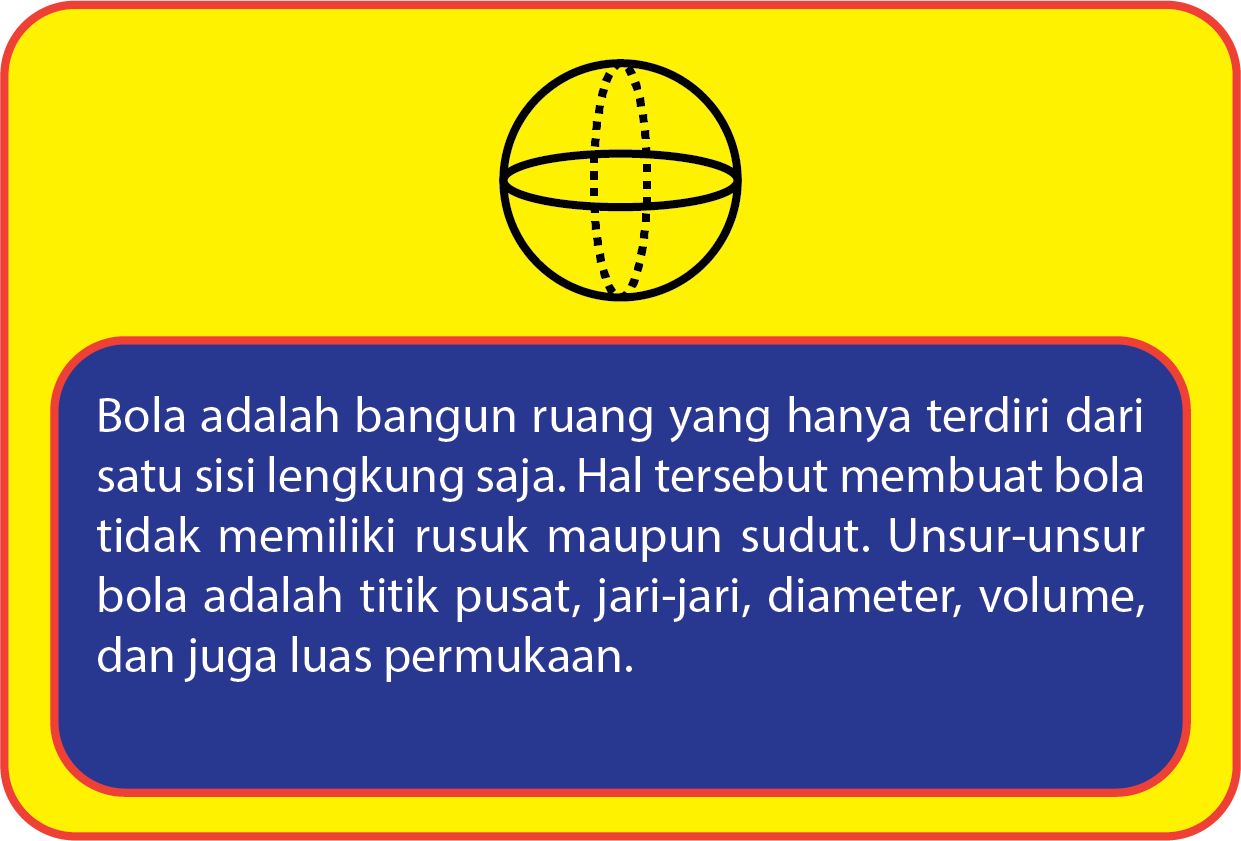 Bola adalah bangun ruang yang hanya terdiri dari
satu sisi lengkung saja. Hal tersebut membuat bola
tidak memiliki rusuk maupun sudut. Unsur-unsur
bola adalah titik pusat, jari-jari, diameter, volume,
dan juga luas permukaan.